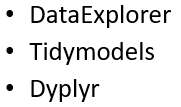 • DataExplorer
• Tidymodels
• Dyplyr